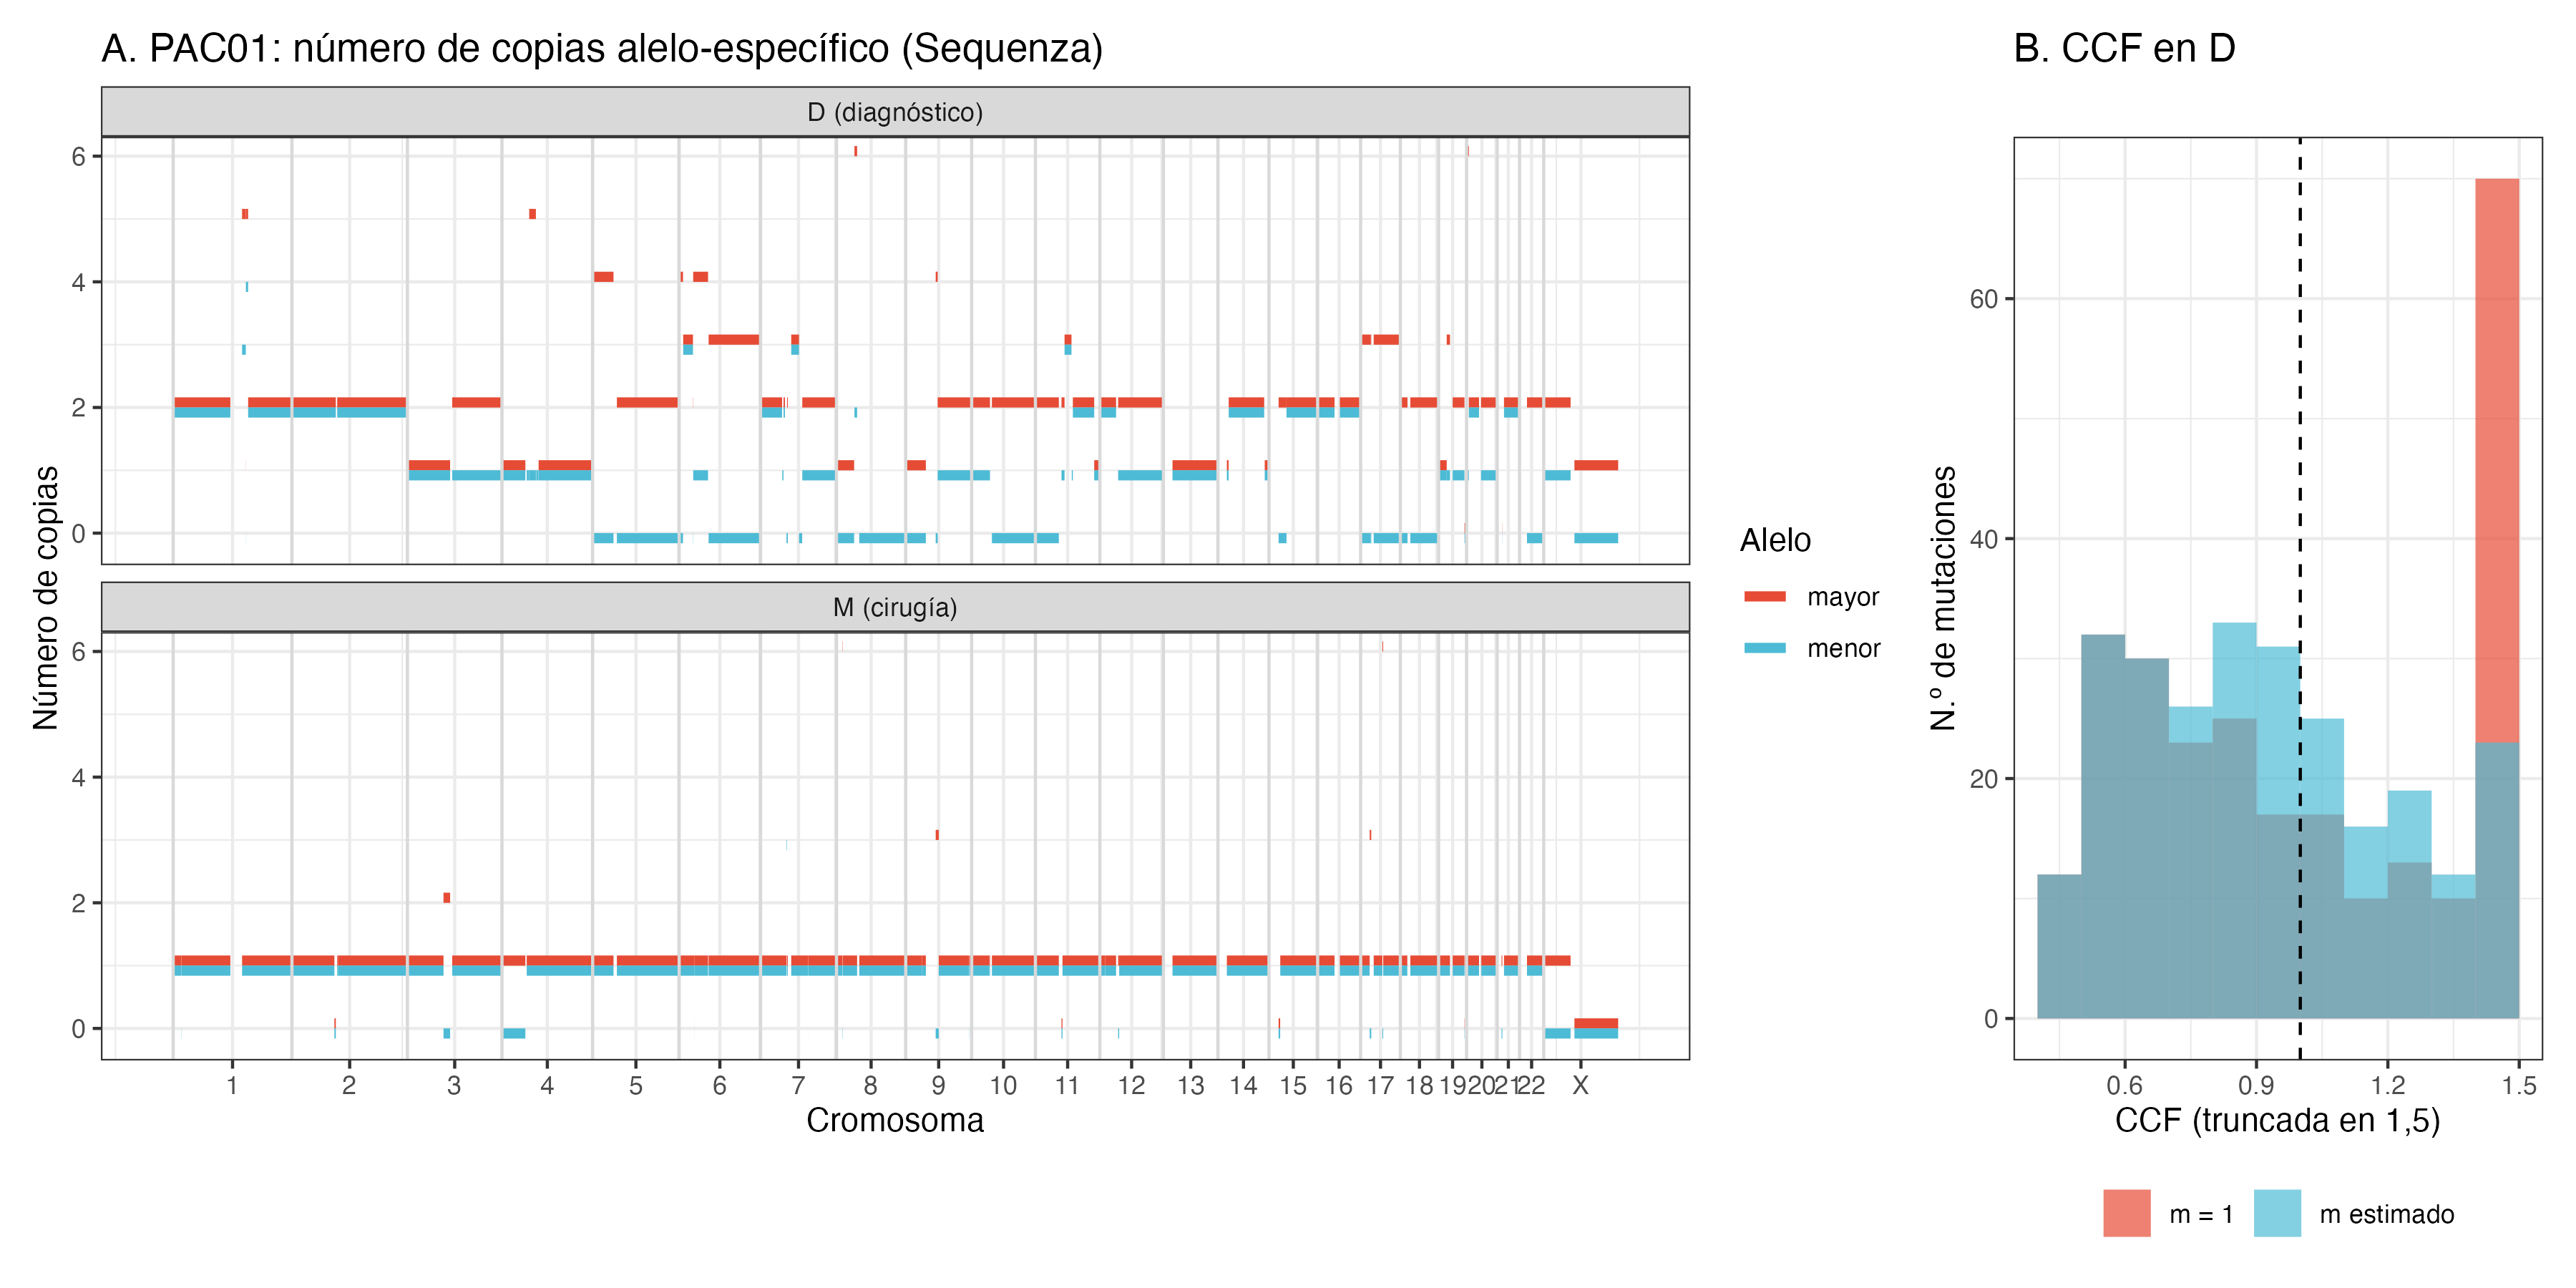 A. PAC01: número de copias alelo-específico (Sequenza)
D (diagnóstico)
6
4
2
0
M (cirugía)
6
4
2
0
Número de copias
1 2 3 4 5 6 7 8 9 10 11 12 13 14 15 16 17 18 19 20 21 22 X
Cromosoma
Alelo
mayor
menor
B. CCF en D
60
40
20
0
N.º de mutaciones
0.6 0.9 1.2 1.5
CCF (truncada en 1,5)
m = 1 m estimado